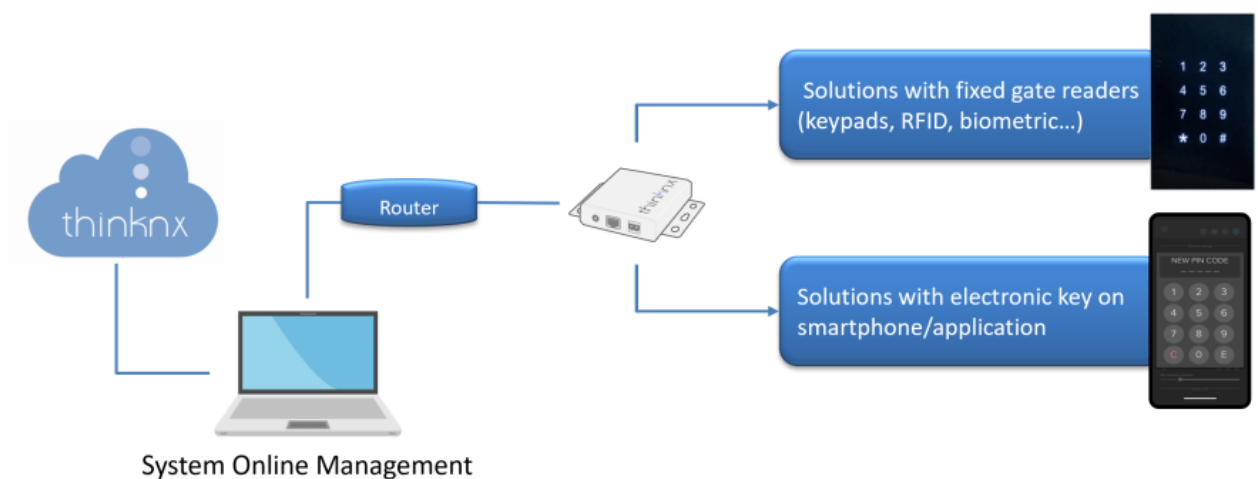 thinknx
System Online Management
Router
thinknx
Solutions with fixed gate readers
(keypads, RFID, biometric...)
1 2 3
4 5 6
7 8 9
* 0 #
Solutions with electronic key on
smartphone/application
NEW PIN CODE
1 2 3
4 5 6
7 8 9
C 0 E